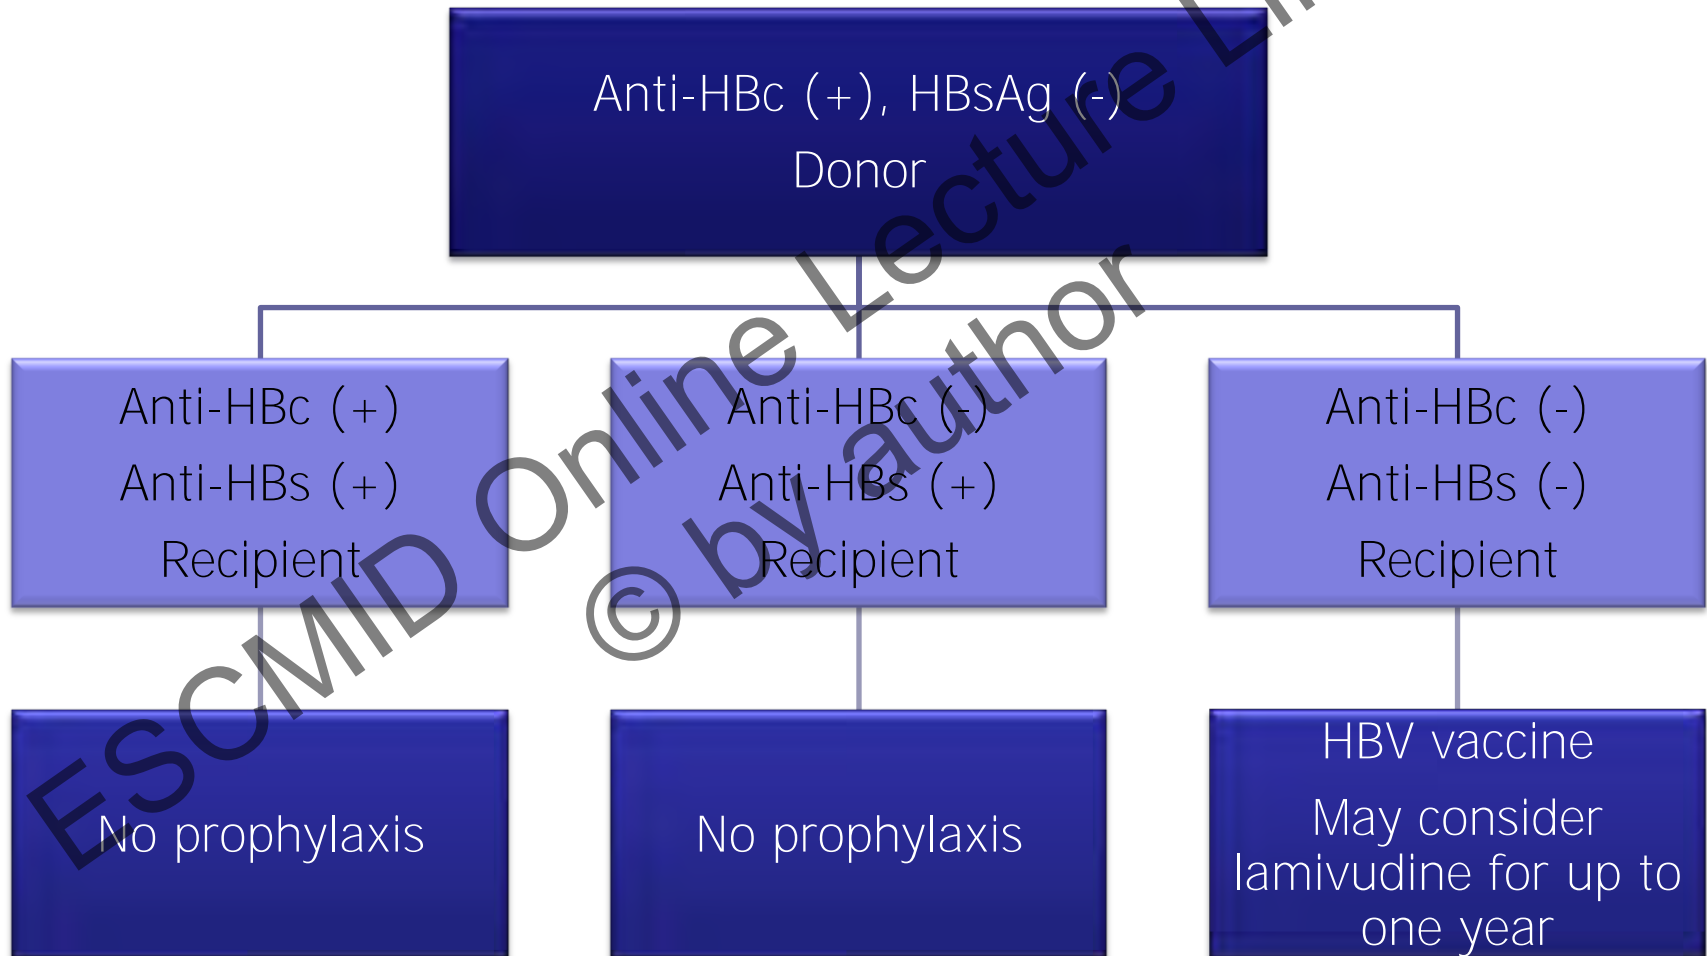 Anti-HBc (+), HBsAg (-)
Donor
Anti-HBc (+)
Anti-HBs (+)
Recipient
Anti-HBc (-)
Anti-HBs (+)
Recipient
Anti-HBc (-)
Anti-HBs (-)
Recipient
No prophylaxis
No prophylaxis
HBV vaccine
May consider
lamivudine for up to
one year
ESCMID Online Lecture
© by author